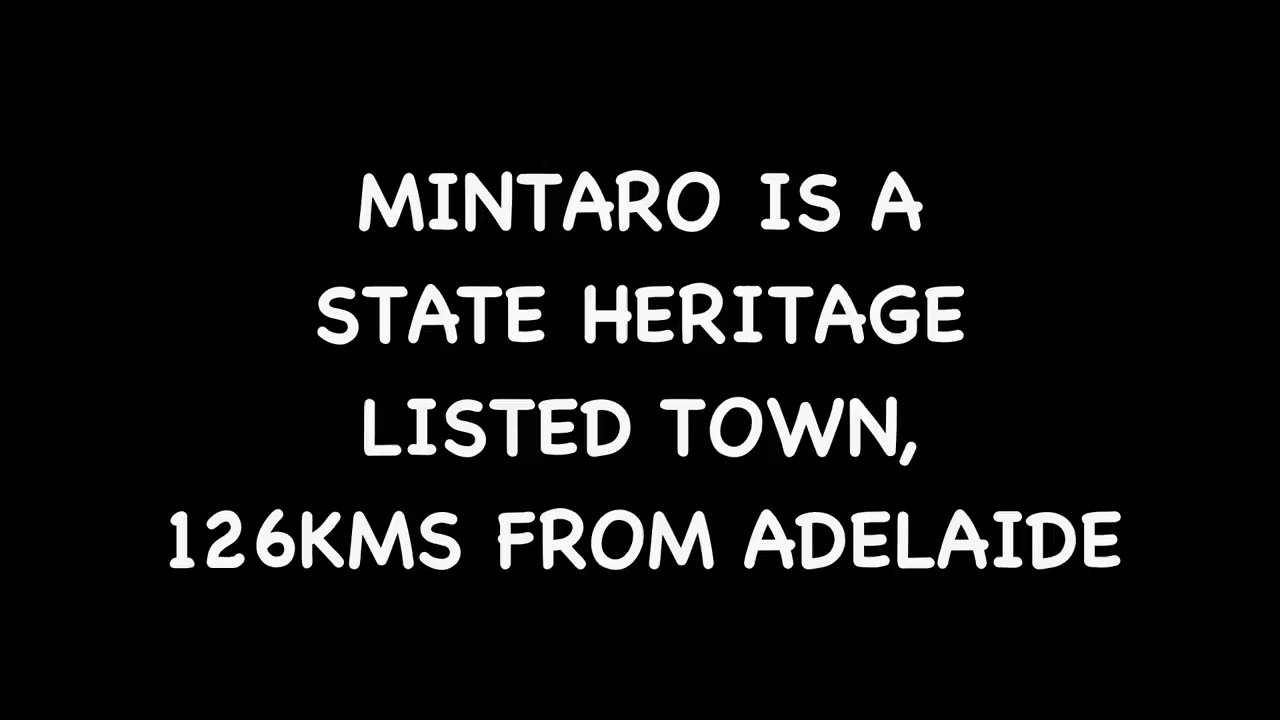 MINTARO IS A
STATE HERITAGE
LISTED TOWN,
126KMS FROM ADELAIDE